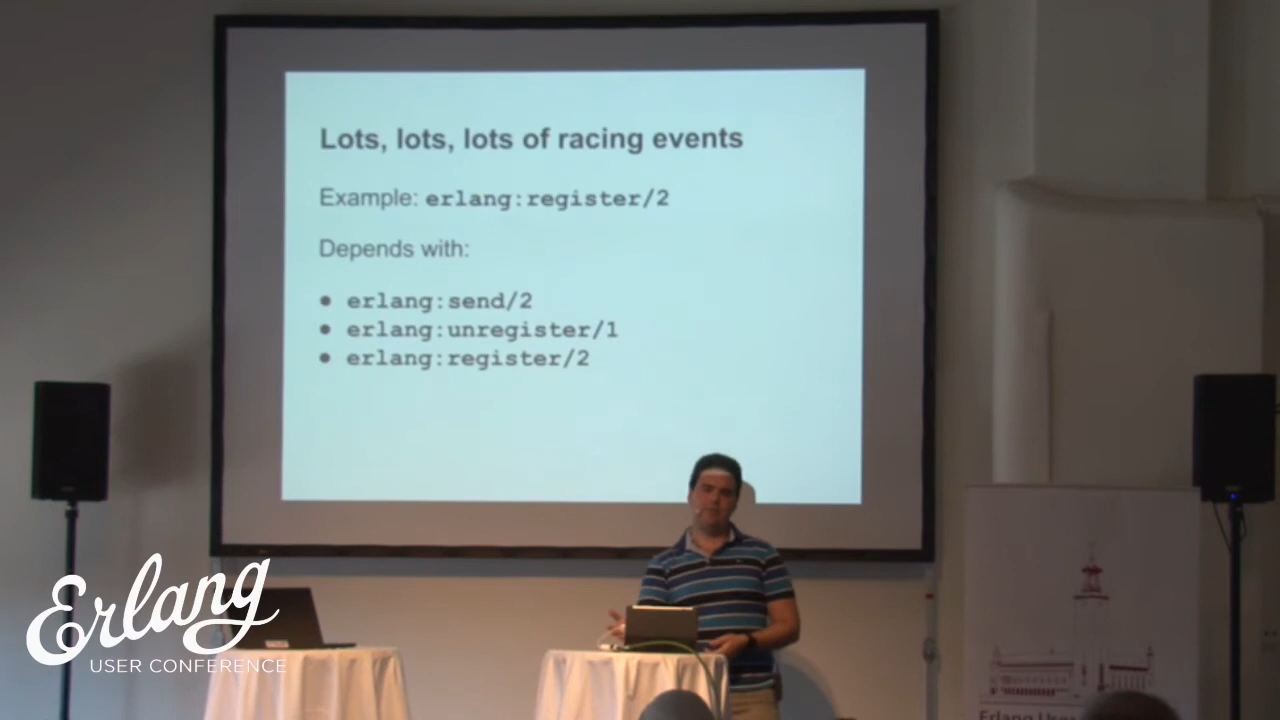 Lots, lots, lots of racing events
Example: erlang:register/2
Depends with:
● erlang:send/2
● erlang:unregister/1
● erlang:register/2
Erlang
USER CONFERENCE
Erlang